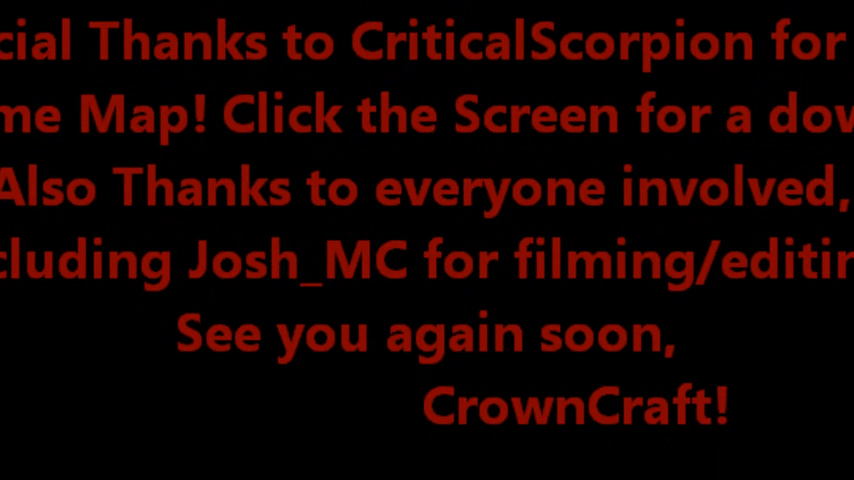 cial Thanks to CriticalScorpion for
me Map! Click the Screen for a dow
Also Thanks to everyone involved,
cluding Josh_MC for filming/editin
See you again soon,
CrownCraft!